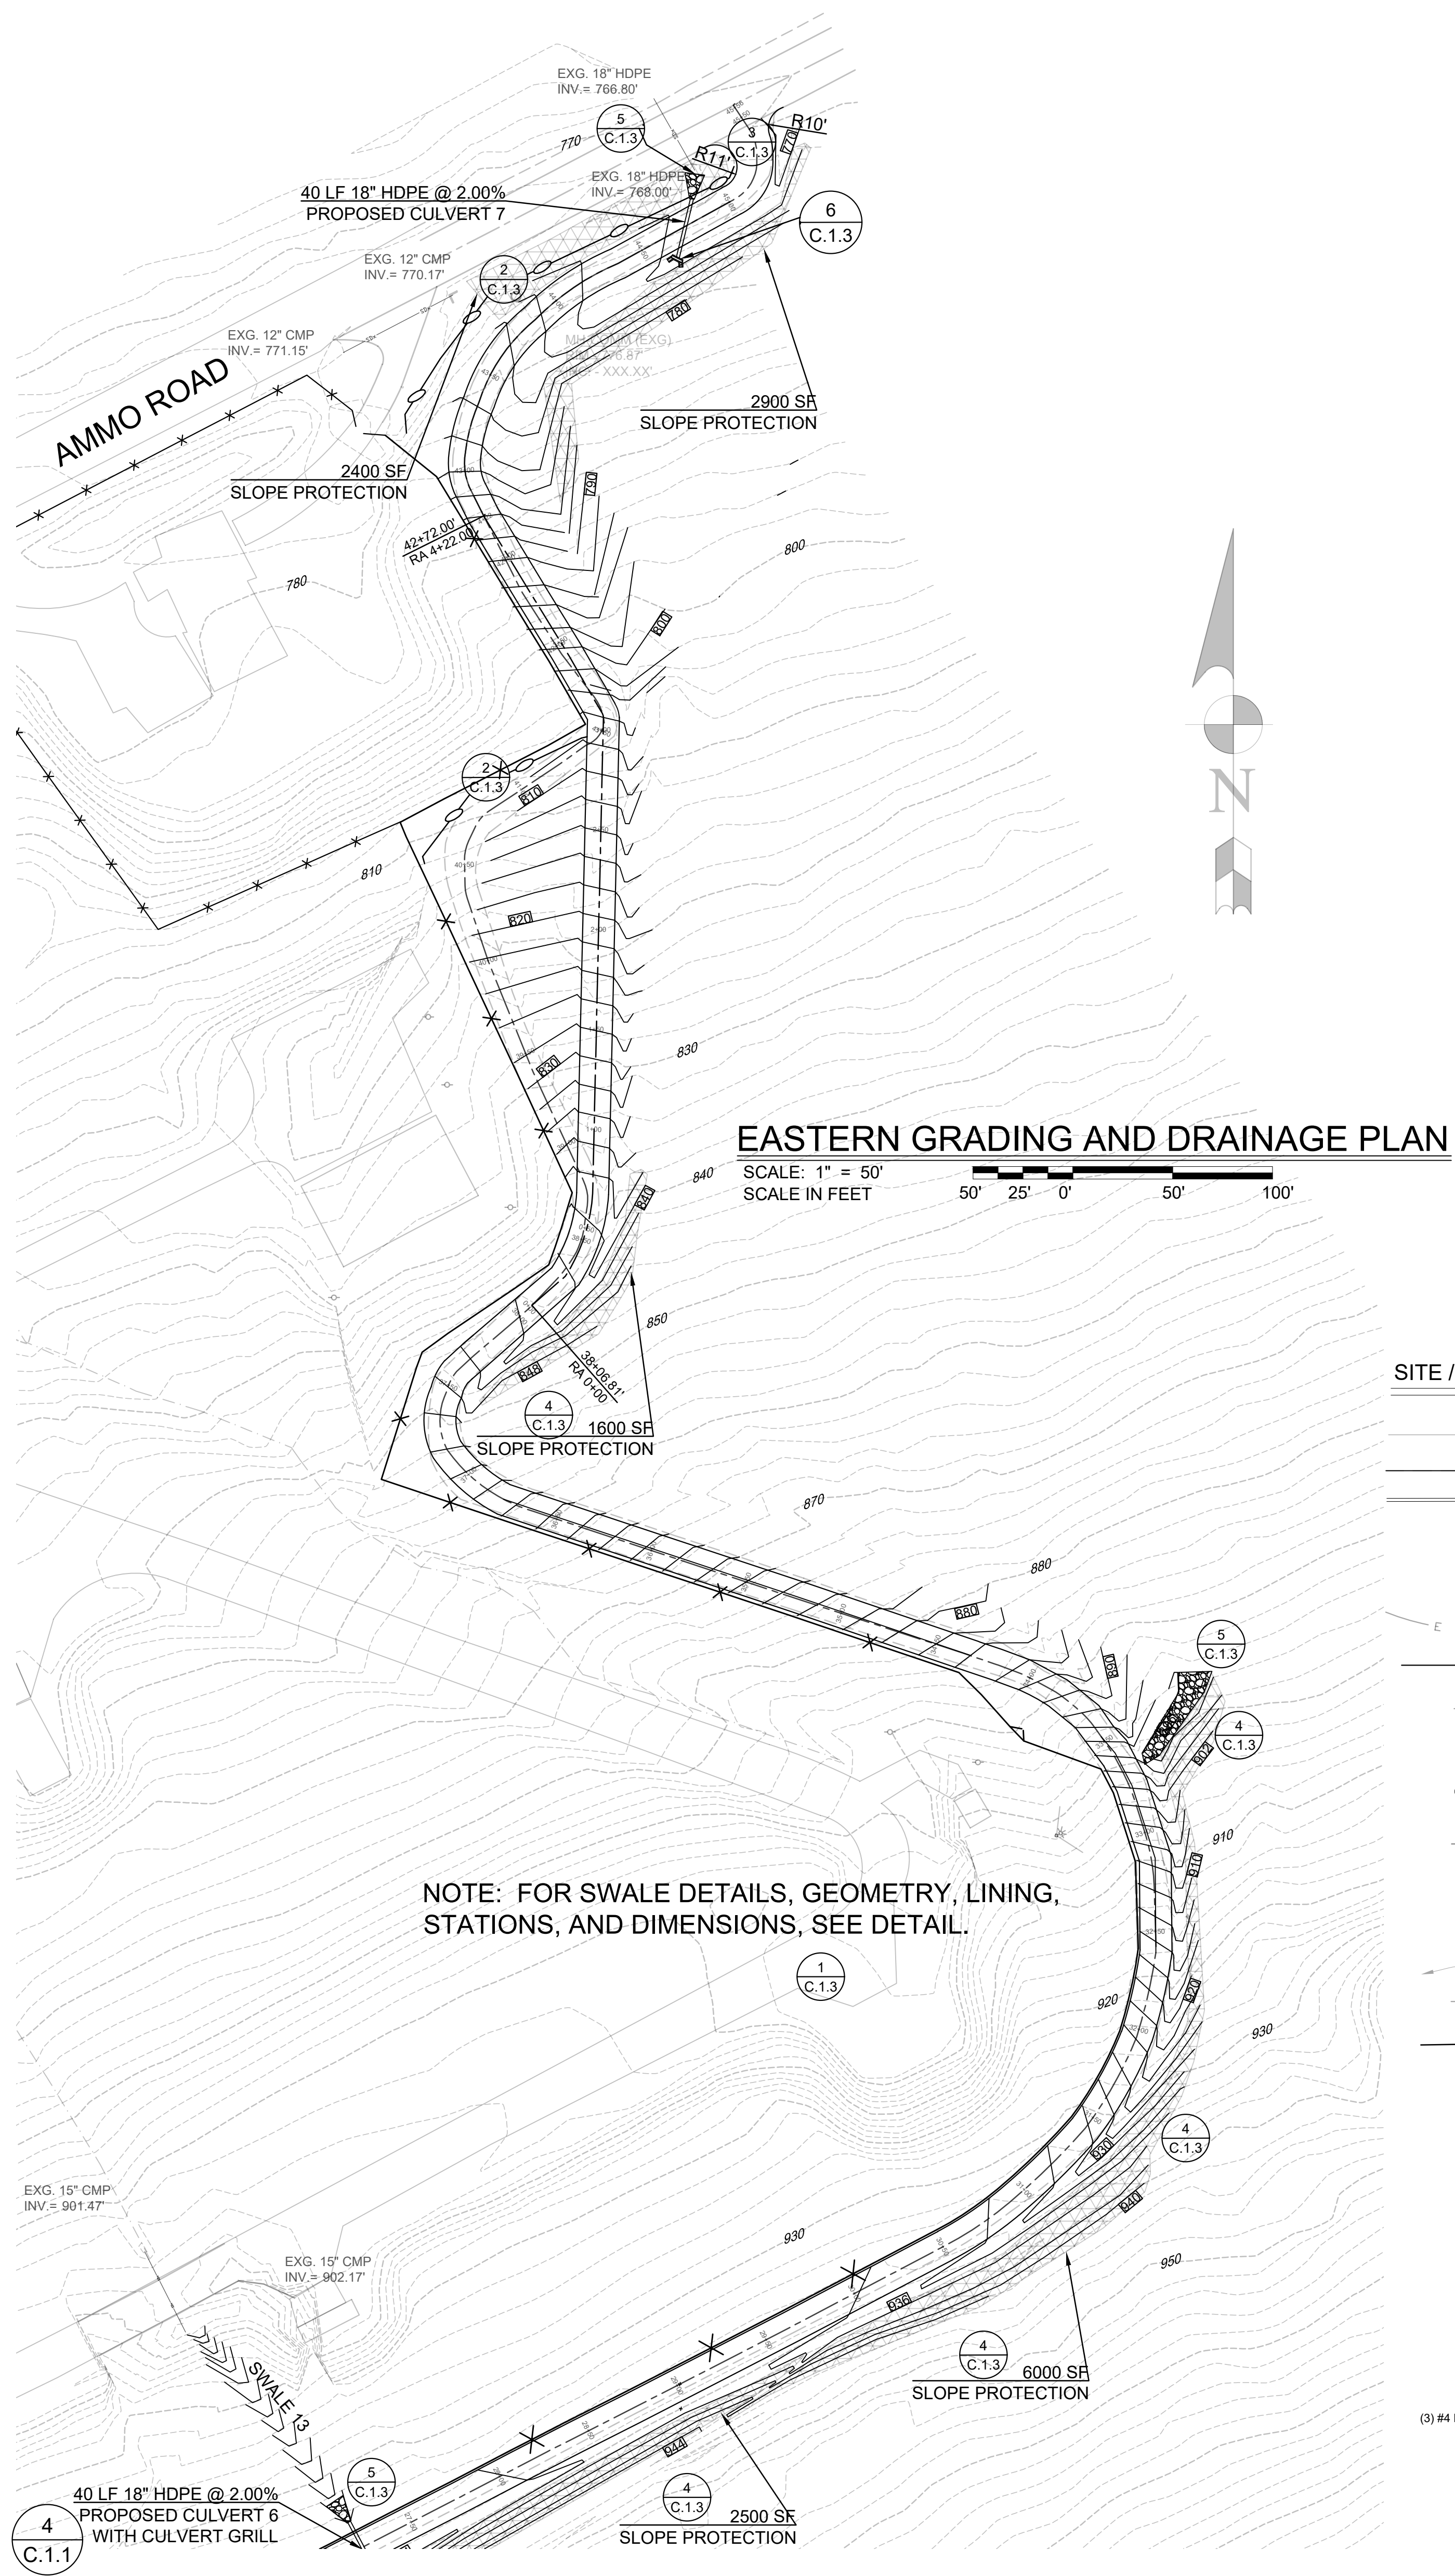 EXG. 18" HDPE
INV.= 766.80'
5
C.1.3
770
3
C.1.3
R10'
R11'
770
EXG. 18" HDPE
INV.= 768.00'
40 LF 18" HDPE @ 2.00%
PROPOSED CULVERT 7
6
C.1.3
EXG. 12" CMP
INV.= 770.17'
2
C.1.3
780
EXG. 12" CMP
INV.= 771.15'
AMMO ROAD
2900 SF
SLOPE PROTECTION
2400 SF
SLOPE PROTECTION
790
42+72.00'
RA 4+22.00
800
780
800
2
C.1.3
810
N
810
820
830
830
EASTERN GRADING AND DRAINAGE PLAN
SCALE: 1" = 50'
SCALE IN FEET
50' 25' 0' 50' 100'
840
840
850
38+06.81'
RA 0+00
848
SITE /
4
C.1.3
1600 SF
SLOPE PROTECTION
870
880
880
5
C.1.3
E
890
4
C.1.3
902
910
910
NOTE: FOR SWALE DETAILS, GEOMETRY, LINING,
STATIONS, AND DIMENSIONS, SEE DETAIL.
1
C.1.3
920
920
930
4
C.1.3
930
EXG. 15" CMP
INV.= 901.47'
940
930
950
EXG. 15" CMP
INV.= 902.17'
936
4
C.1.3
6000 SF
SLOPE PROTECTION
SWALE 13
(3) #4
944
5
C.1.3
4
C.1.3
2500 SF
SLOPE PROTECTION
40 LF 18" HDPE @ 2.00%
PROPOSED CULVERT 6
WITH CULVERT GRILL
4
C.1.1